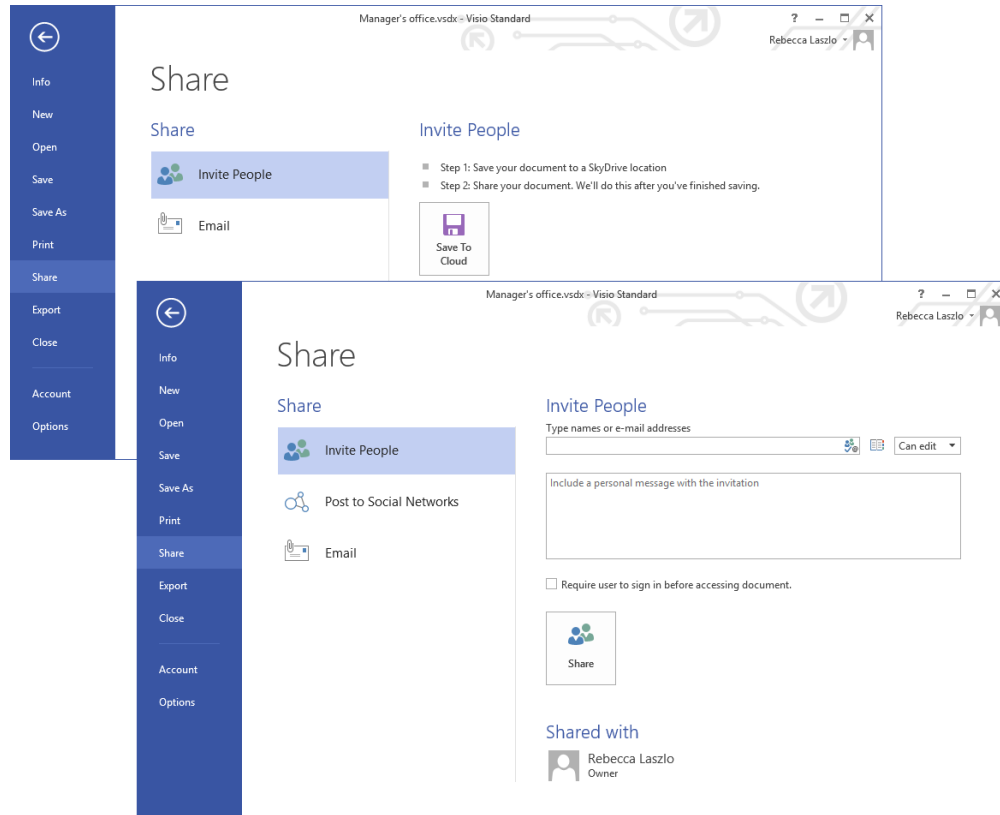 Manager's office.vsdx - Visio Standard
?
Rebecca Laszlo
Info
New
Open
Save
Save As
Print
Share
Export
Close
Account
Options
Share
Share
Invite People
Email
Invite People
Step 1: Save your document to a SkyDrive location
Step 2: Share your document. We'll do this after you've finished saving.
Save To
Cloud
Manager's office.vsdx - Visio Standard
?
Rebecca Laszlo
Info
New
Open
Save
Save As
Print
Share
Export
Close
Account
Options
Share
Share
Invite People
Post to Social Networks
Email
Invite People
Type names or e-mail addresses
Can edit
Include a personal message with the invitation
Require user to sign in before accessing document.
Share
Shared with
Rebecca Laszlo
Owner